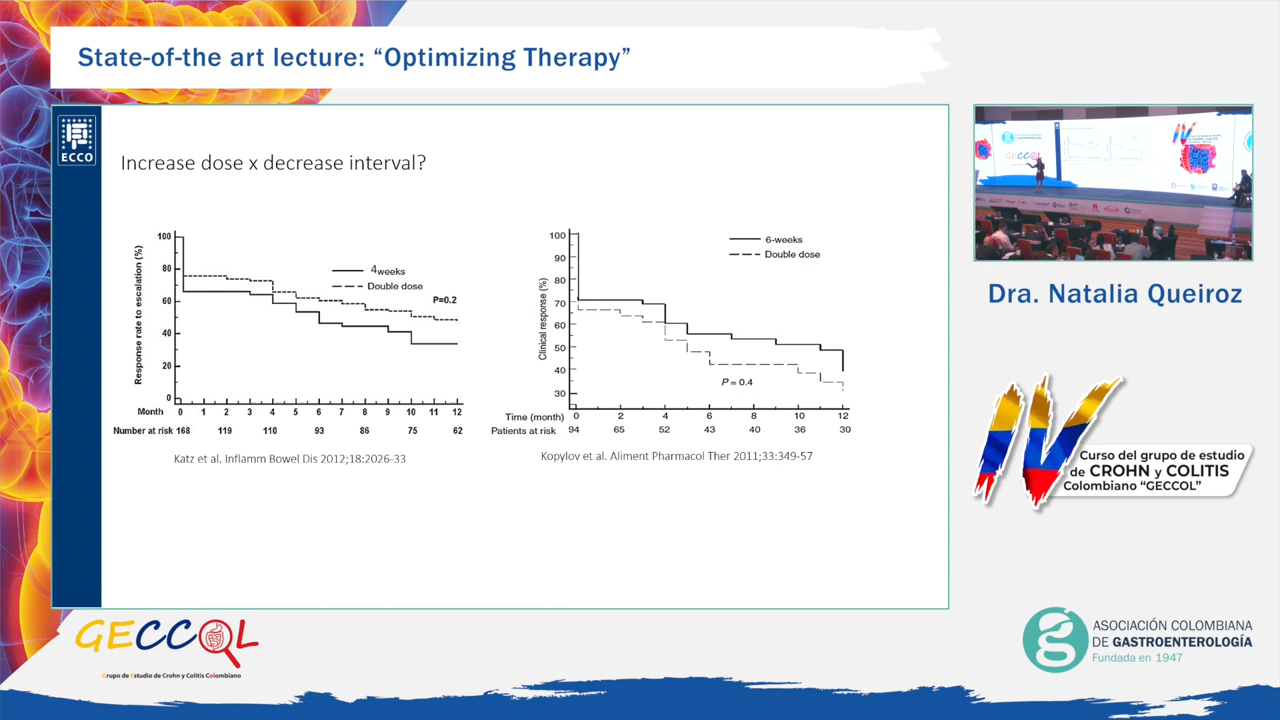 State-of-the art lecture: “Optimizing Therapy”
ECCO
Increase dose x decrease interval?
Response rate to escalation (%)
100
80
60
40
20
0
4weeks
Double dose
P=0.2
Month 0 1 2 3 4 5 6 7 8 9 10 11 12
Number at risk 168 119 110 93 86 75 62
Katz et al. Inflamm Bowel Dis 2012;18:2026-33
Clinical response (%)
100
90
80
70
60
50
40
30
6-weeks
Double dose
P = 0.4
Time (month) 0 2 4 6 8 10 12
Patients at risk 94 65 52 43 40 36 30
Kopylov et al. Aliment Pharmacol Ther 2011;33:349-57
GECCOL
Dra. Natalia Queiroz
IV
Curso del grupo de estudio
de CROHN y COLITIS
Colombiano “GECCOL”
GECCOL
Grupo de Estudio de Crohn y Colitis Colombiano
ASOCIACIÓN COLOMBIANA
DE GASTROENTEROLOGÍA
Fundada en 1947